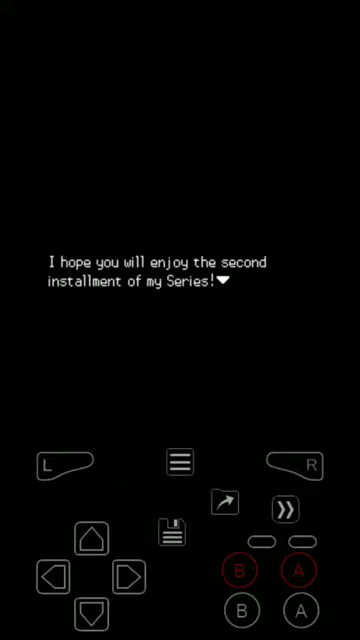 I hope you will enjoy the second
installment of my Series!
L
R
B
A
B
A